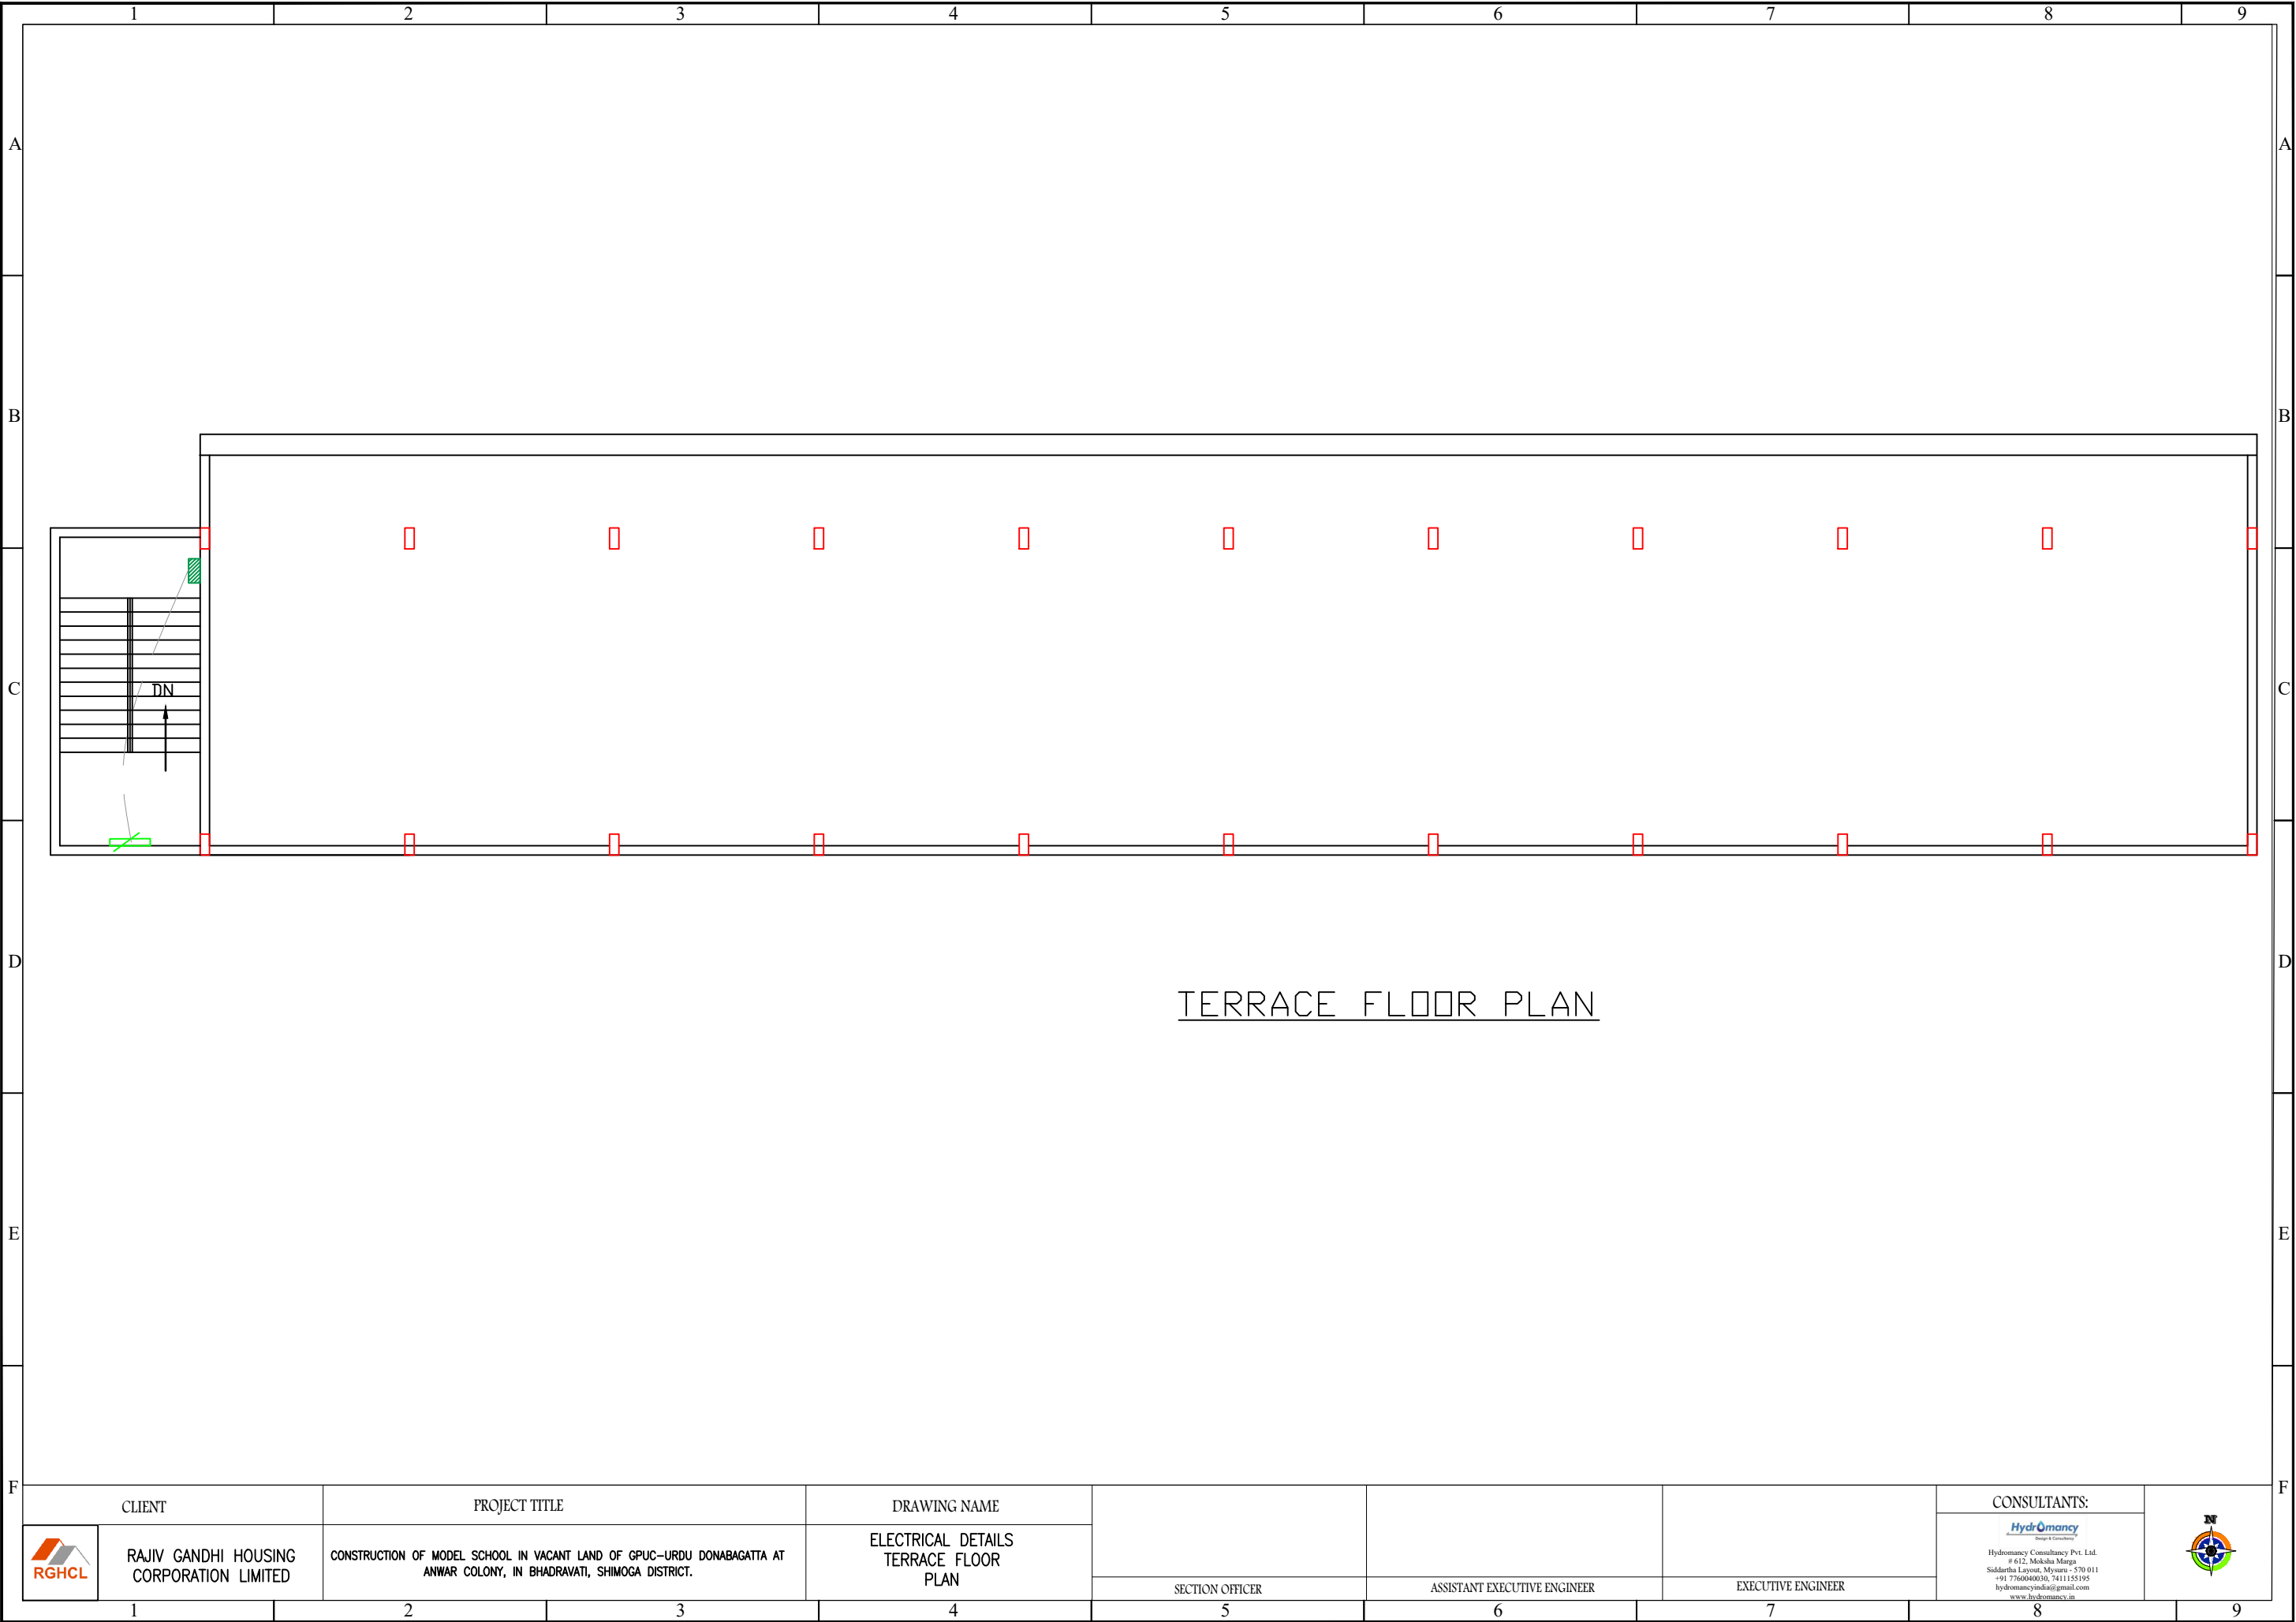 1 2 3 4 5 6 7 8 9
A A
B B
C C
DN
D D
TERRACE FLOOR PLAN
E E
F F
CLIENT
RGHCL
RAJIV GANDHI HOUSING
CORPORATION LIMITED
PROJECT TITLE
CONSTRUCTION OF MODEL SCHOOL IN VACANT LAND OF GPUC-URDU DONABAGATTA AT
ANWAR COLONY, IN BHADRAVATI, SHIMOGA DISTRICT.
DRAWING NAME
ELECTRICAL DETAILS
TERRACE FLOOR
PLAN
SECTION OFFICER
ASSISTANT EXECUTIVE ENGINEER
EXECUTIVE ENGINEER
CONSULTANTS:
Hydromancy
Design & Consultancy
Hydromancy Consultancy Pvt. Ltd.
# 612, Moksha Marga
Siddartha Layout, Mysuru - 570 011
+91 7760040030, 7411155195
hydromancyindia@gmail.com
www.hydromancy.in
N
1 2 3 4 5 6 7 8 9